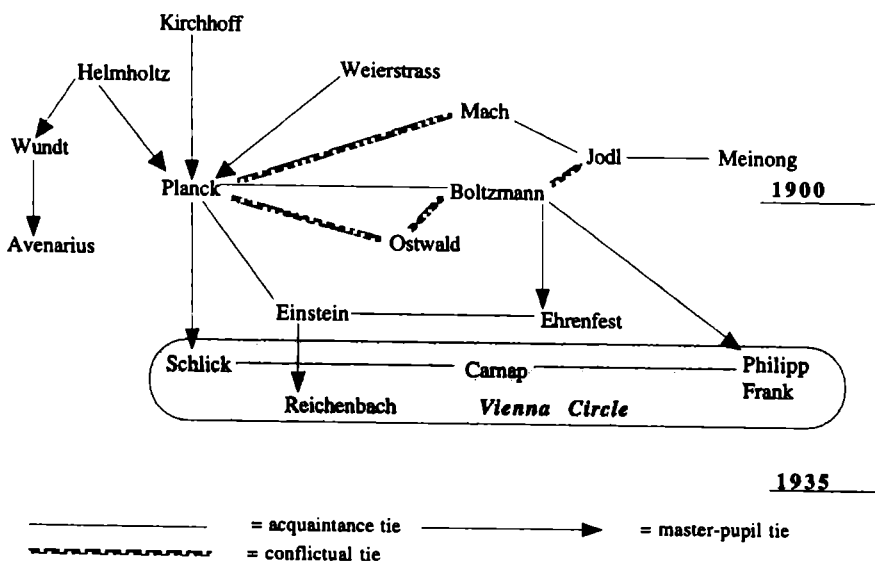 Kirchhoff
Helmholtz
Weierstrass
Mach
Wundt
Jodl
Meinong
Planck
Boltzmann
1900
Avenarius
Ostwald
Einstein
Ehrenfest
Schlick
Carnap
Philipp
Frank
Reichenbach
Vienna Circle
1935
= acquaintance tie
= master-pupil tie
= conflictual tie